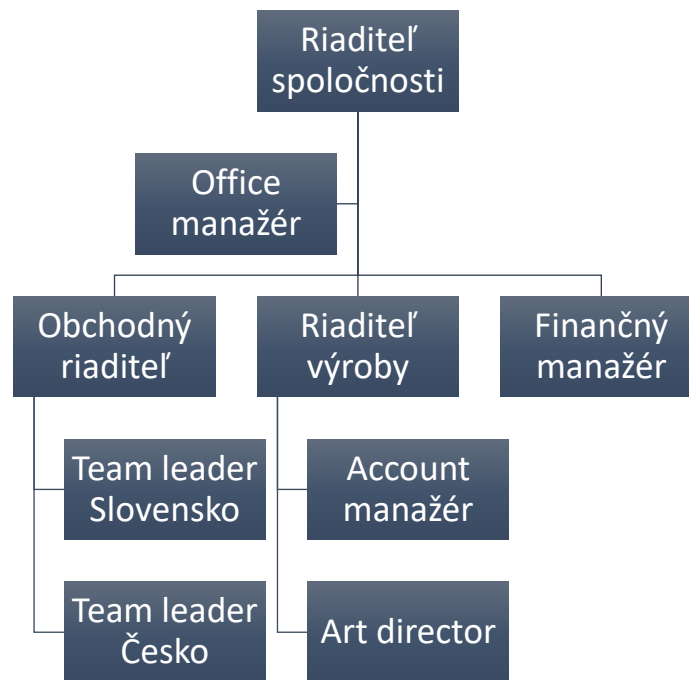 Riaditeľ
spoločnosti
Office
manažér
Obchodný
riaditeľ
Riaditeľ
výroby
Finančný
manažér
Team leader
Slovensko
Account
manažér
Team leader
Česko
Art director